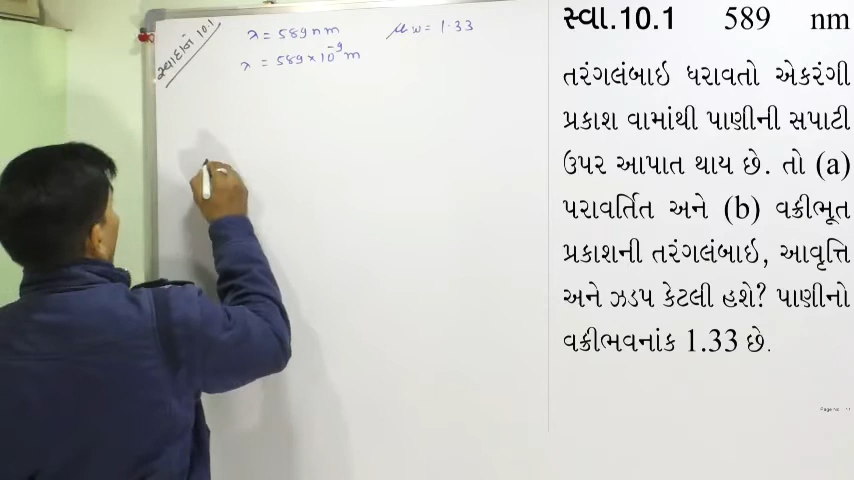 સ્વાધ્યાય 10.1
λ = 589 nm
μw = 1.33
λ = 589 × 10⁻⁹ m
સ્વા.10.1 589 nm
તરંગલંબાઇ ધરાવતો એકરંગી
પ્રકાશ વામાંથી પાણીની સપાટી
ઉપર આપાત થાય છે. તો (a)
પરાવર્તિત અને (b) વક્રીભૂત
પ્રકાશની તરંગલંબાઇ, આવૃત્તિ
અને ઝડપ કેટલી હશે? પાણીનો
વક્રીભવનાંક 1.33 છે.